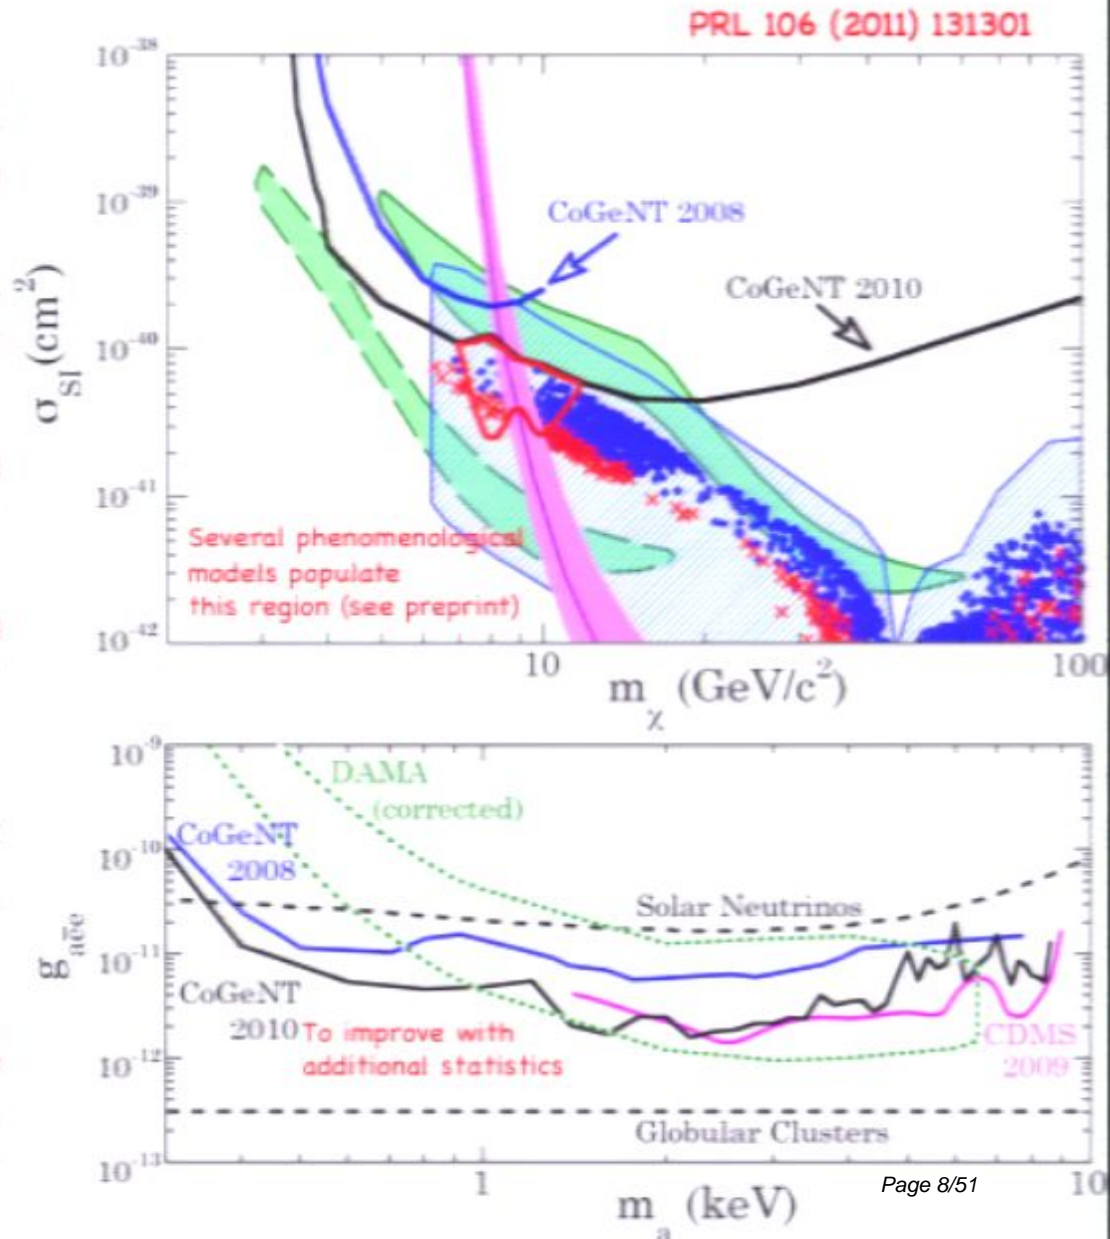 PRL 106 (2011) 131301
10⁻³⁸
10⁻³⁹
10⁻⁴⁰
10⁻⁴¹
10⁻⁴²
σ_SI (cm²)
CoGeNT 2008
CoGeNT 2010
Several phenomenological
models populate
this region (see preprint)
10
100
m_χ (GeV/c²)
10⁻⁹
10⁻¹⁰
10⁻¹¹
10⁻¹²
10⁻¹³
g_aēe
DAMA
(corrected)
CoGeNT
2008
Solar Neutrinos
CoGeNT
2010
To improve with
additional statistics
CDMS
2009
Globular Clusters
1
10
m_a (keV)
Page 8/51